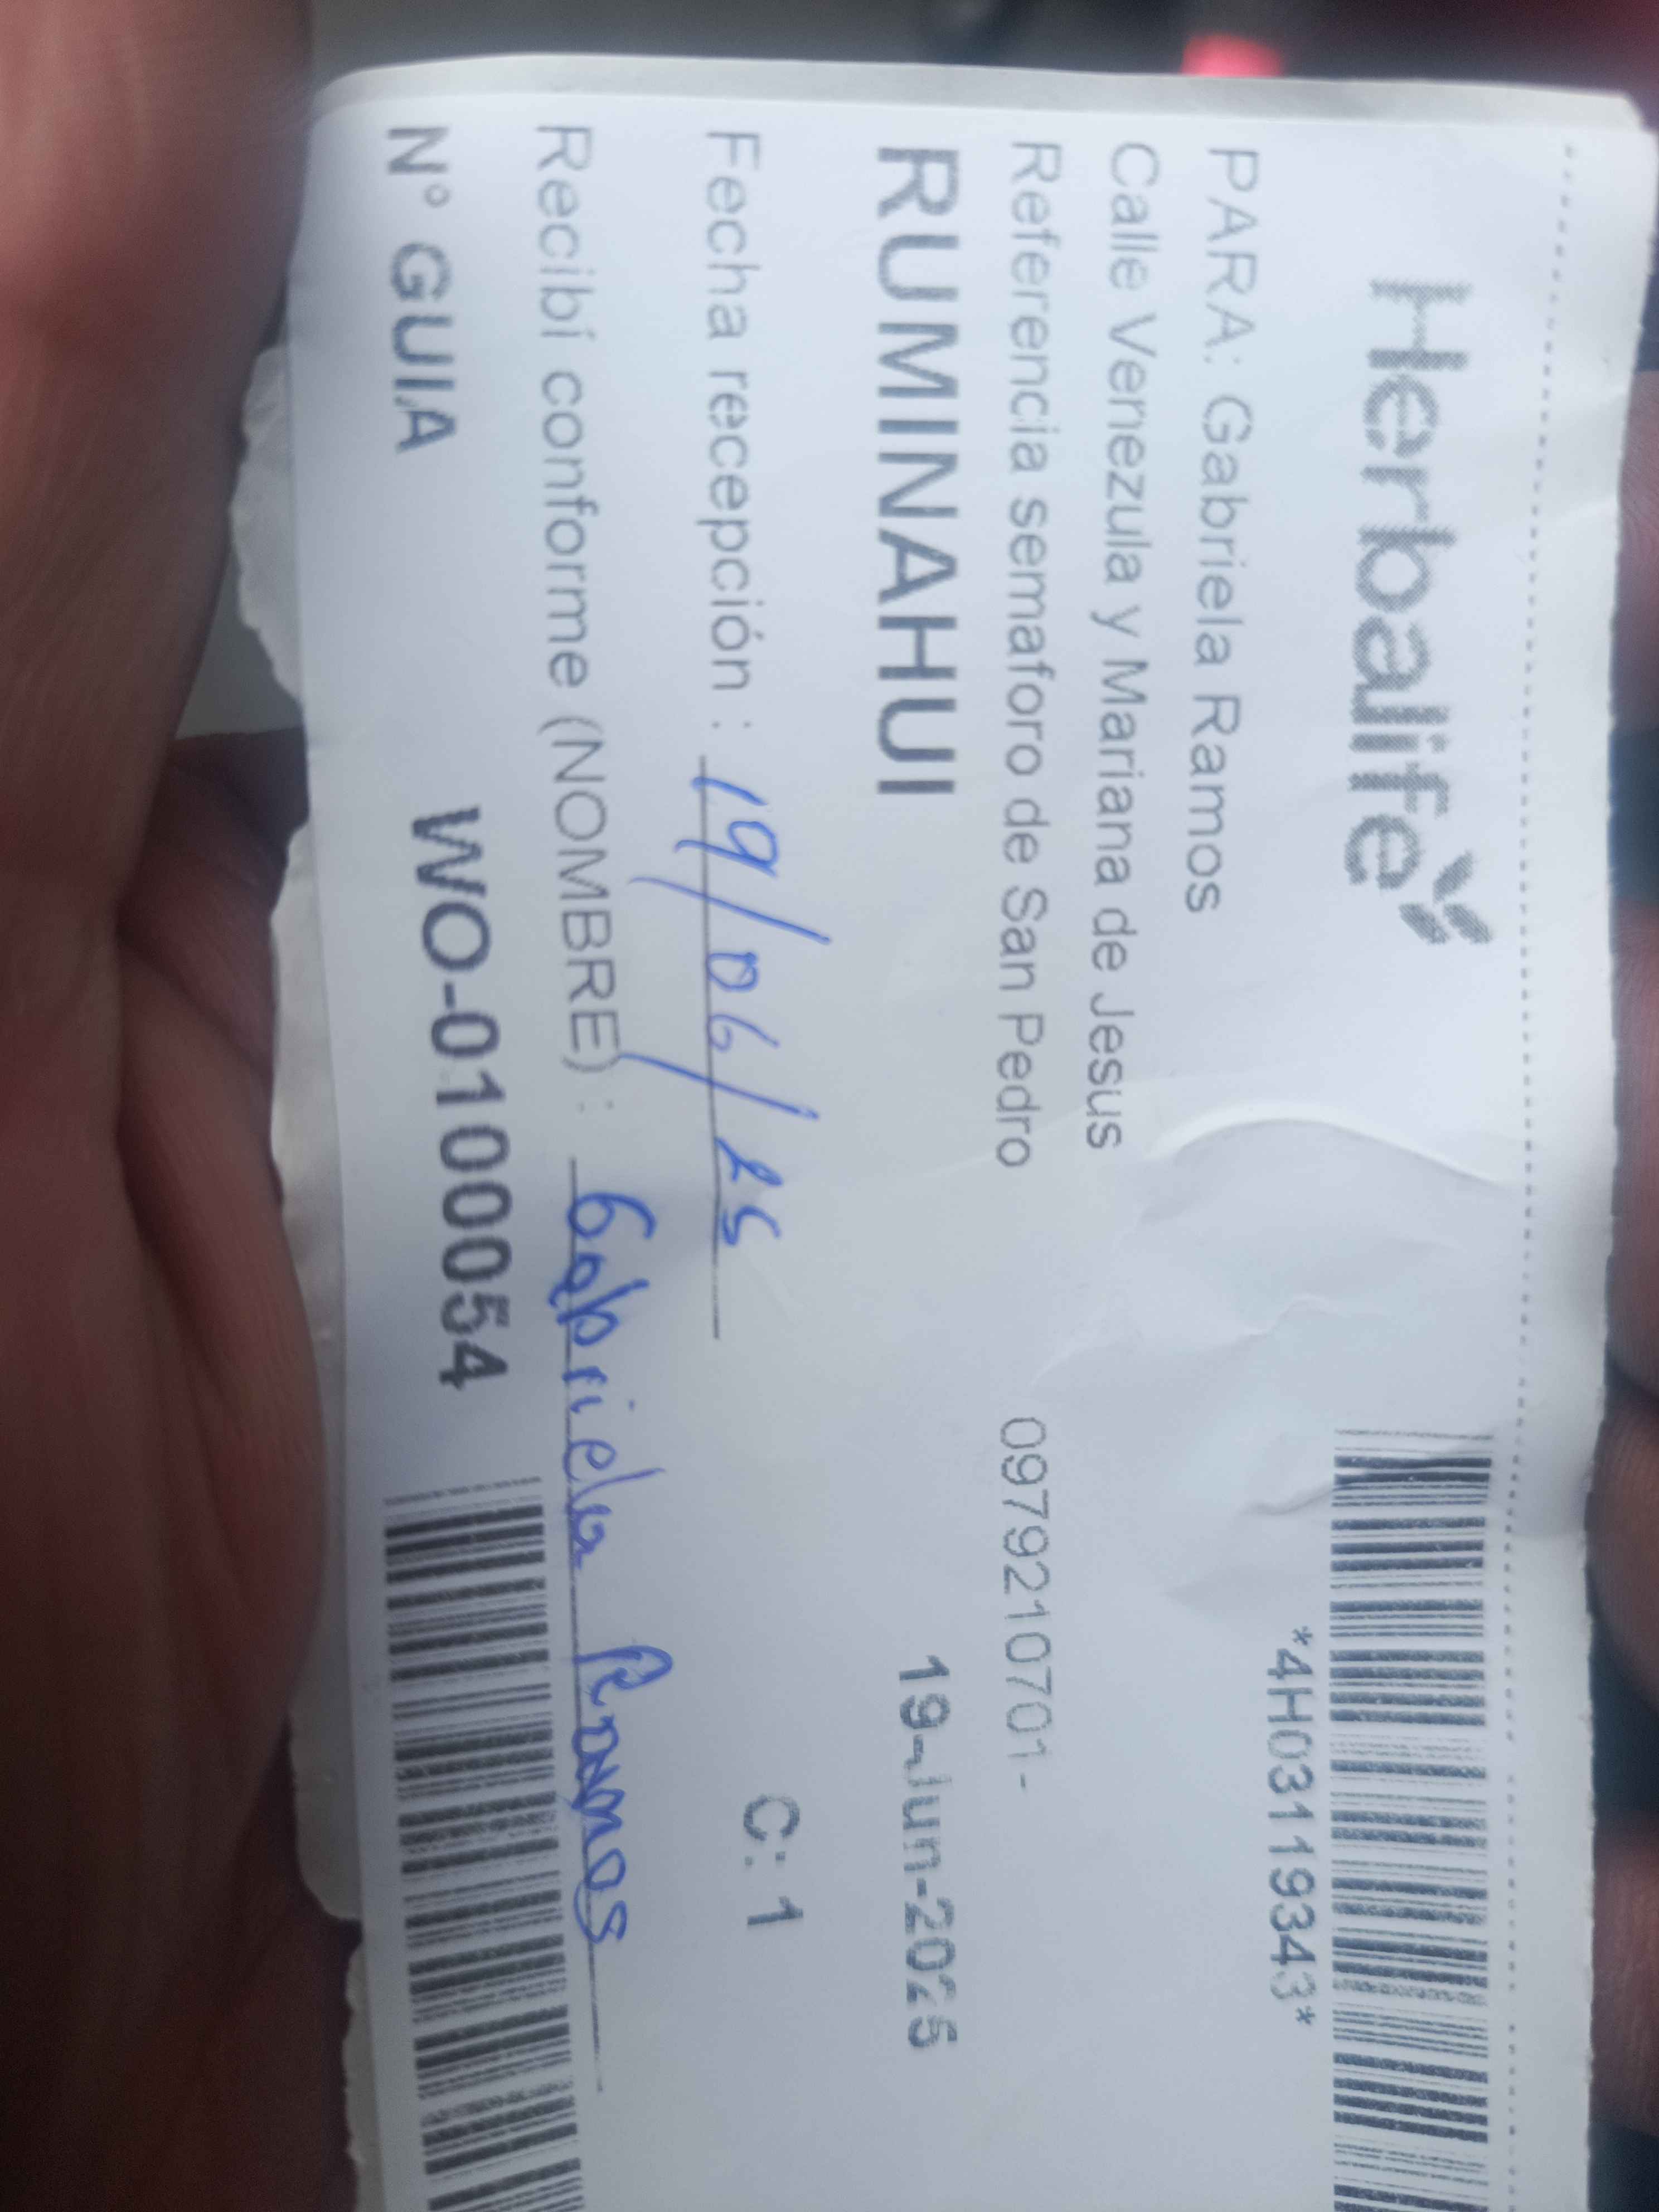 Herbalife
*4H03119343*
PARA: Gabriela Ramos
Calle Venezula y Mariana de Jesus
Referencia semaforo de San Pedro 0979210701-
RUMINAHUI 19-Jun-2025
Fecha recepción : 19/06/25 C: 1
Recibí conforme (NOMBRE) : Gabriela Ramos
N° GUIA WO-0100054